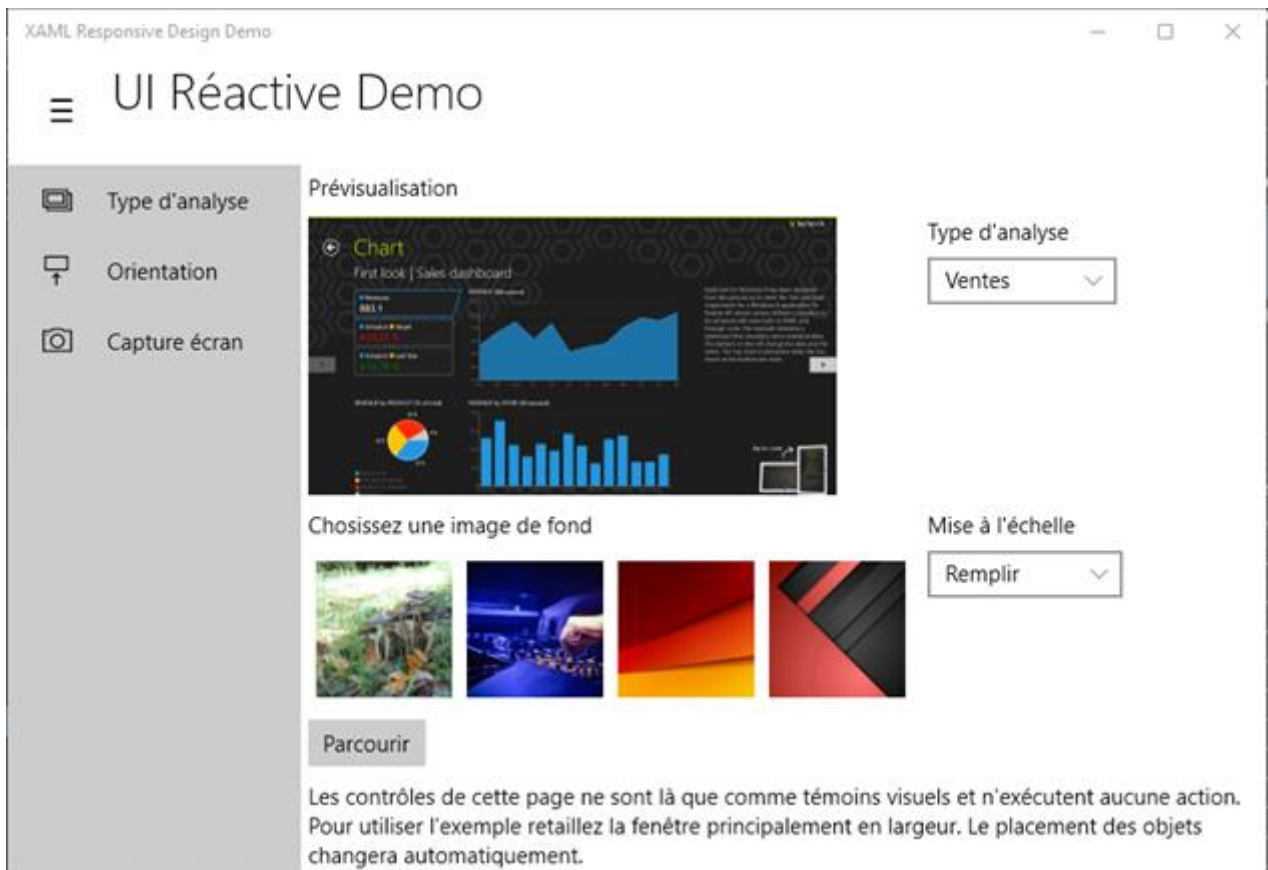 XAML Responsive Design Demo
UI Réactive Demo
Type d'analyse
Orientation
Capture écran
Prévisualisation
Chart
First look | Sales dashboard
Type d'analyse
Ventes
Chosissez une image de fond
Mise à l'échelle
Remplir
Parcourir
Les contrôles de cette page ne sont là que comme témoins visuels et n'exécutent aucune action.
Pour utiliser l'exemple retaillez la fenêtre principalement en largeur. Le placement des objets
changera automatiquement.